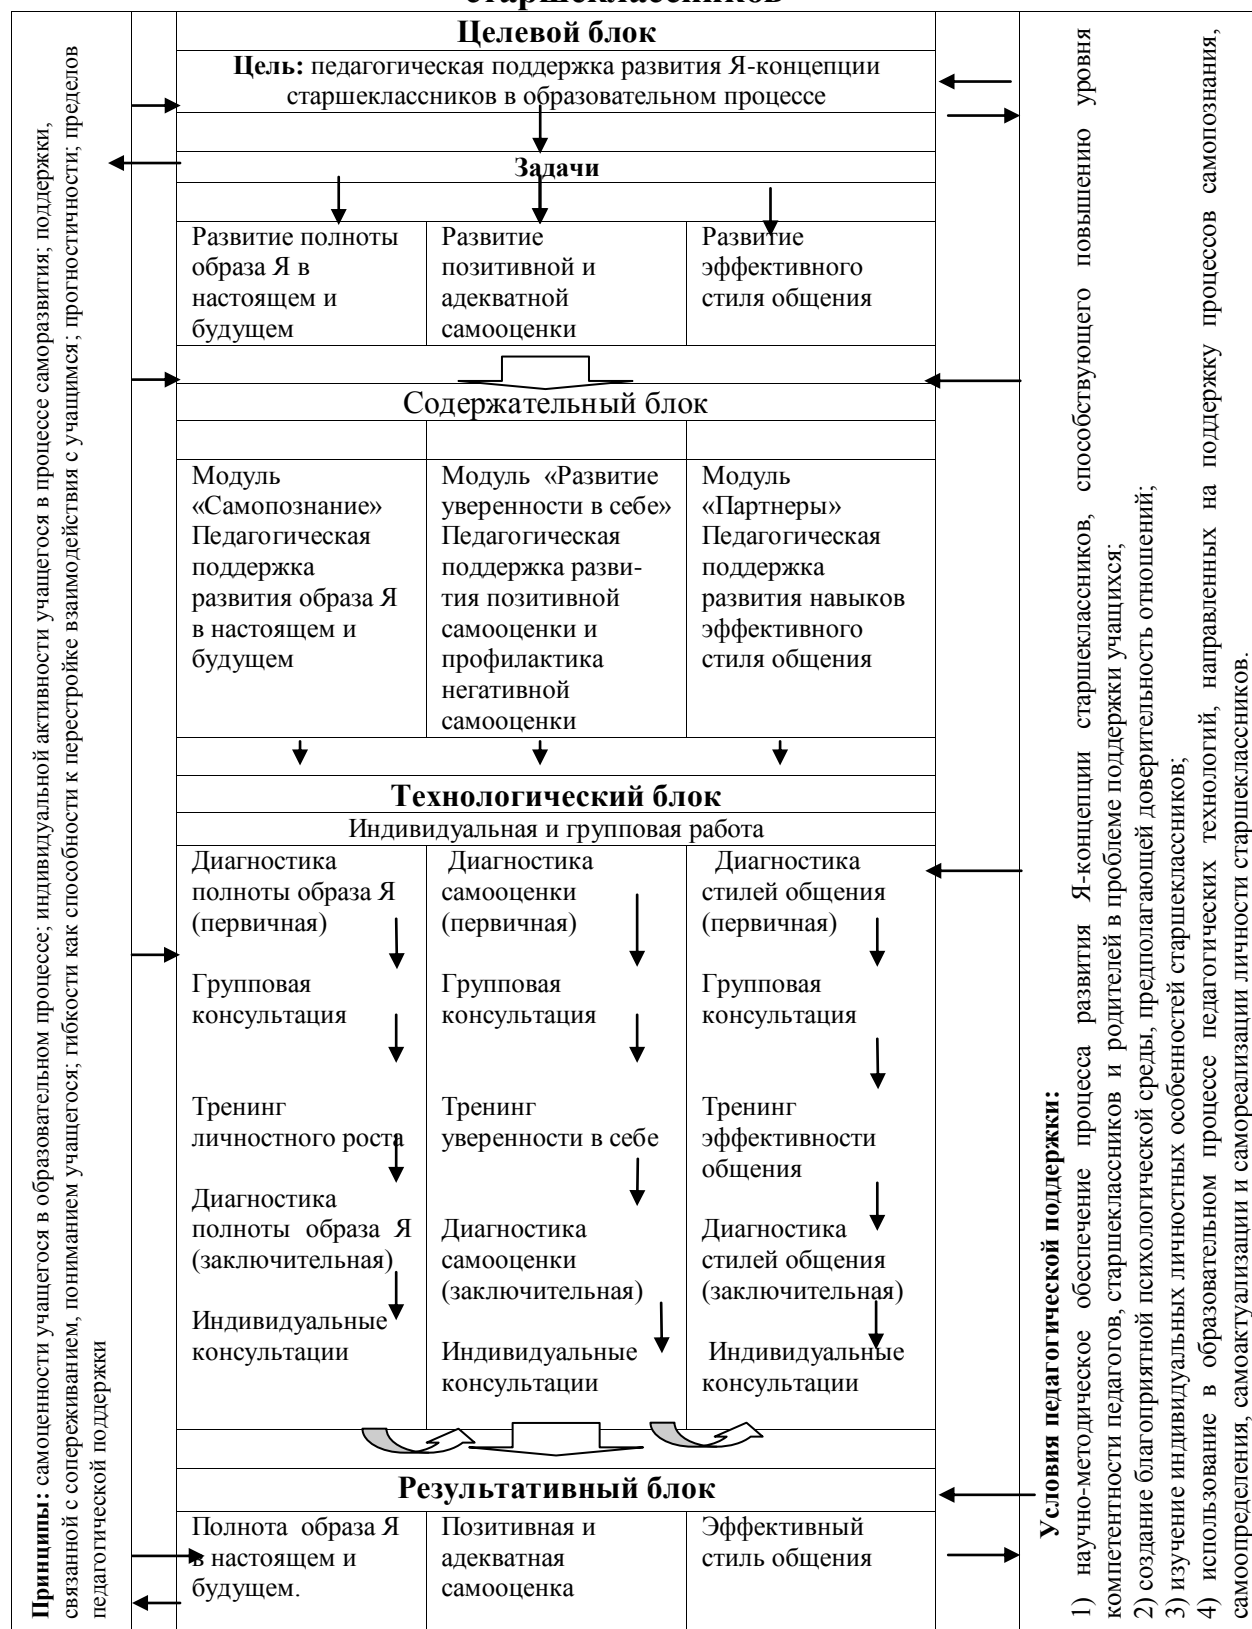 старшеклассников
Принципы: самоценности учащегося в образовательном процессе; индивидуальной активности учащегося в процессе саморазвития; поддержки,
связанной с сопереживанием, пониманием учащегося; гибкости как способности к перестройке взаимодействия с учащимся; прогностичности; пределов
педагогической поддержки
Целевой блок
Цель: педагогическая поддержка развития Я-концепции
старшеклассников в образовательном процессе
Задачи
Развитие полноты
образа Я в
настоящем и
будущем
Развитие
позитивной и
адекватной
самооценки
Развитие
эффективного
стиля общения
Содержательный блок
Модуль
«Самопознание»
Педагогическая
поддержка
развития образа Я
в настоящем и
будущем
Модуль «Развитие
уверенности в себе»
Педагогическая
поддержка разви-
тия позитивной
самооценки и
профилактика
негативной
самооценки
Модуль
«Партнеры»
Педагогическая
поддержка
развития навыков
эффективного
стиля общения
Технологический блок
Индивидуальная и групповая работа
Диагностика
полноты образа Я
(первичная)
Групповая
консультация
Тренинг
личностного роста
Диагностика
полноты образа Я
(заключительная)
Индивидуальные
консультации
Диагностика
самооценки
(первичная)
Групповая
консультация
Тренинг
уверенности в себе
Диагностика
самооценки
(заключительная)
Индивидуальные
консультации
Диагностика
стилей общения
(первичная)
Групповая
консультация
Тренинг
эффективности
общения
Диагностика
стилей общения
(заключительная)
Индивидуальные
консультации
Результативный блок
Полнота образа Я
в настоящем и
будущем.
Позитивная и
адекватная
самооценка
Эффективный
стиль общения
Условия педагогической поддержки:
1) научно-методическое обеспечение процесса развития Я-концепции старшеклассников, способствующего повышению уровня
компетентности педагогов, старшеклассников и родителей в проблеме поддержки учащихся;
2) создание благоприятной психологической среды, предполагающей доверительность отношений;
3) изучение индивидуальных личностных особенностей старшеклассников;
4) использование в образовательном процессе педагогических технологий, направленных на поддержку процессов самопознания,
самоопределения, самоактуализации и самореализации личности старшеклассников.